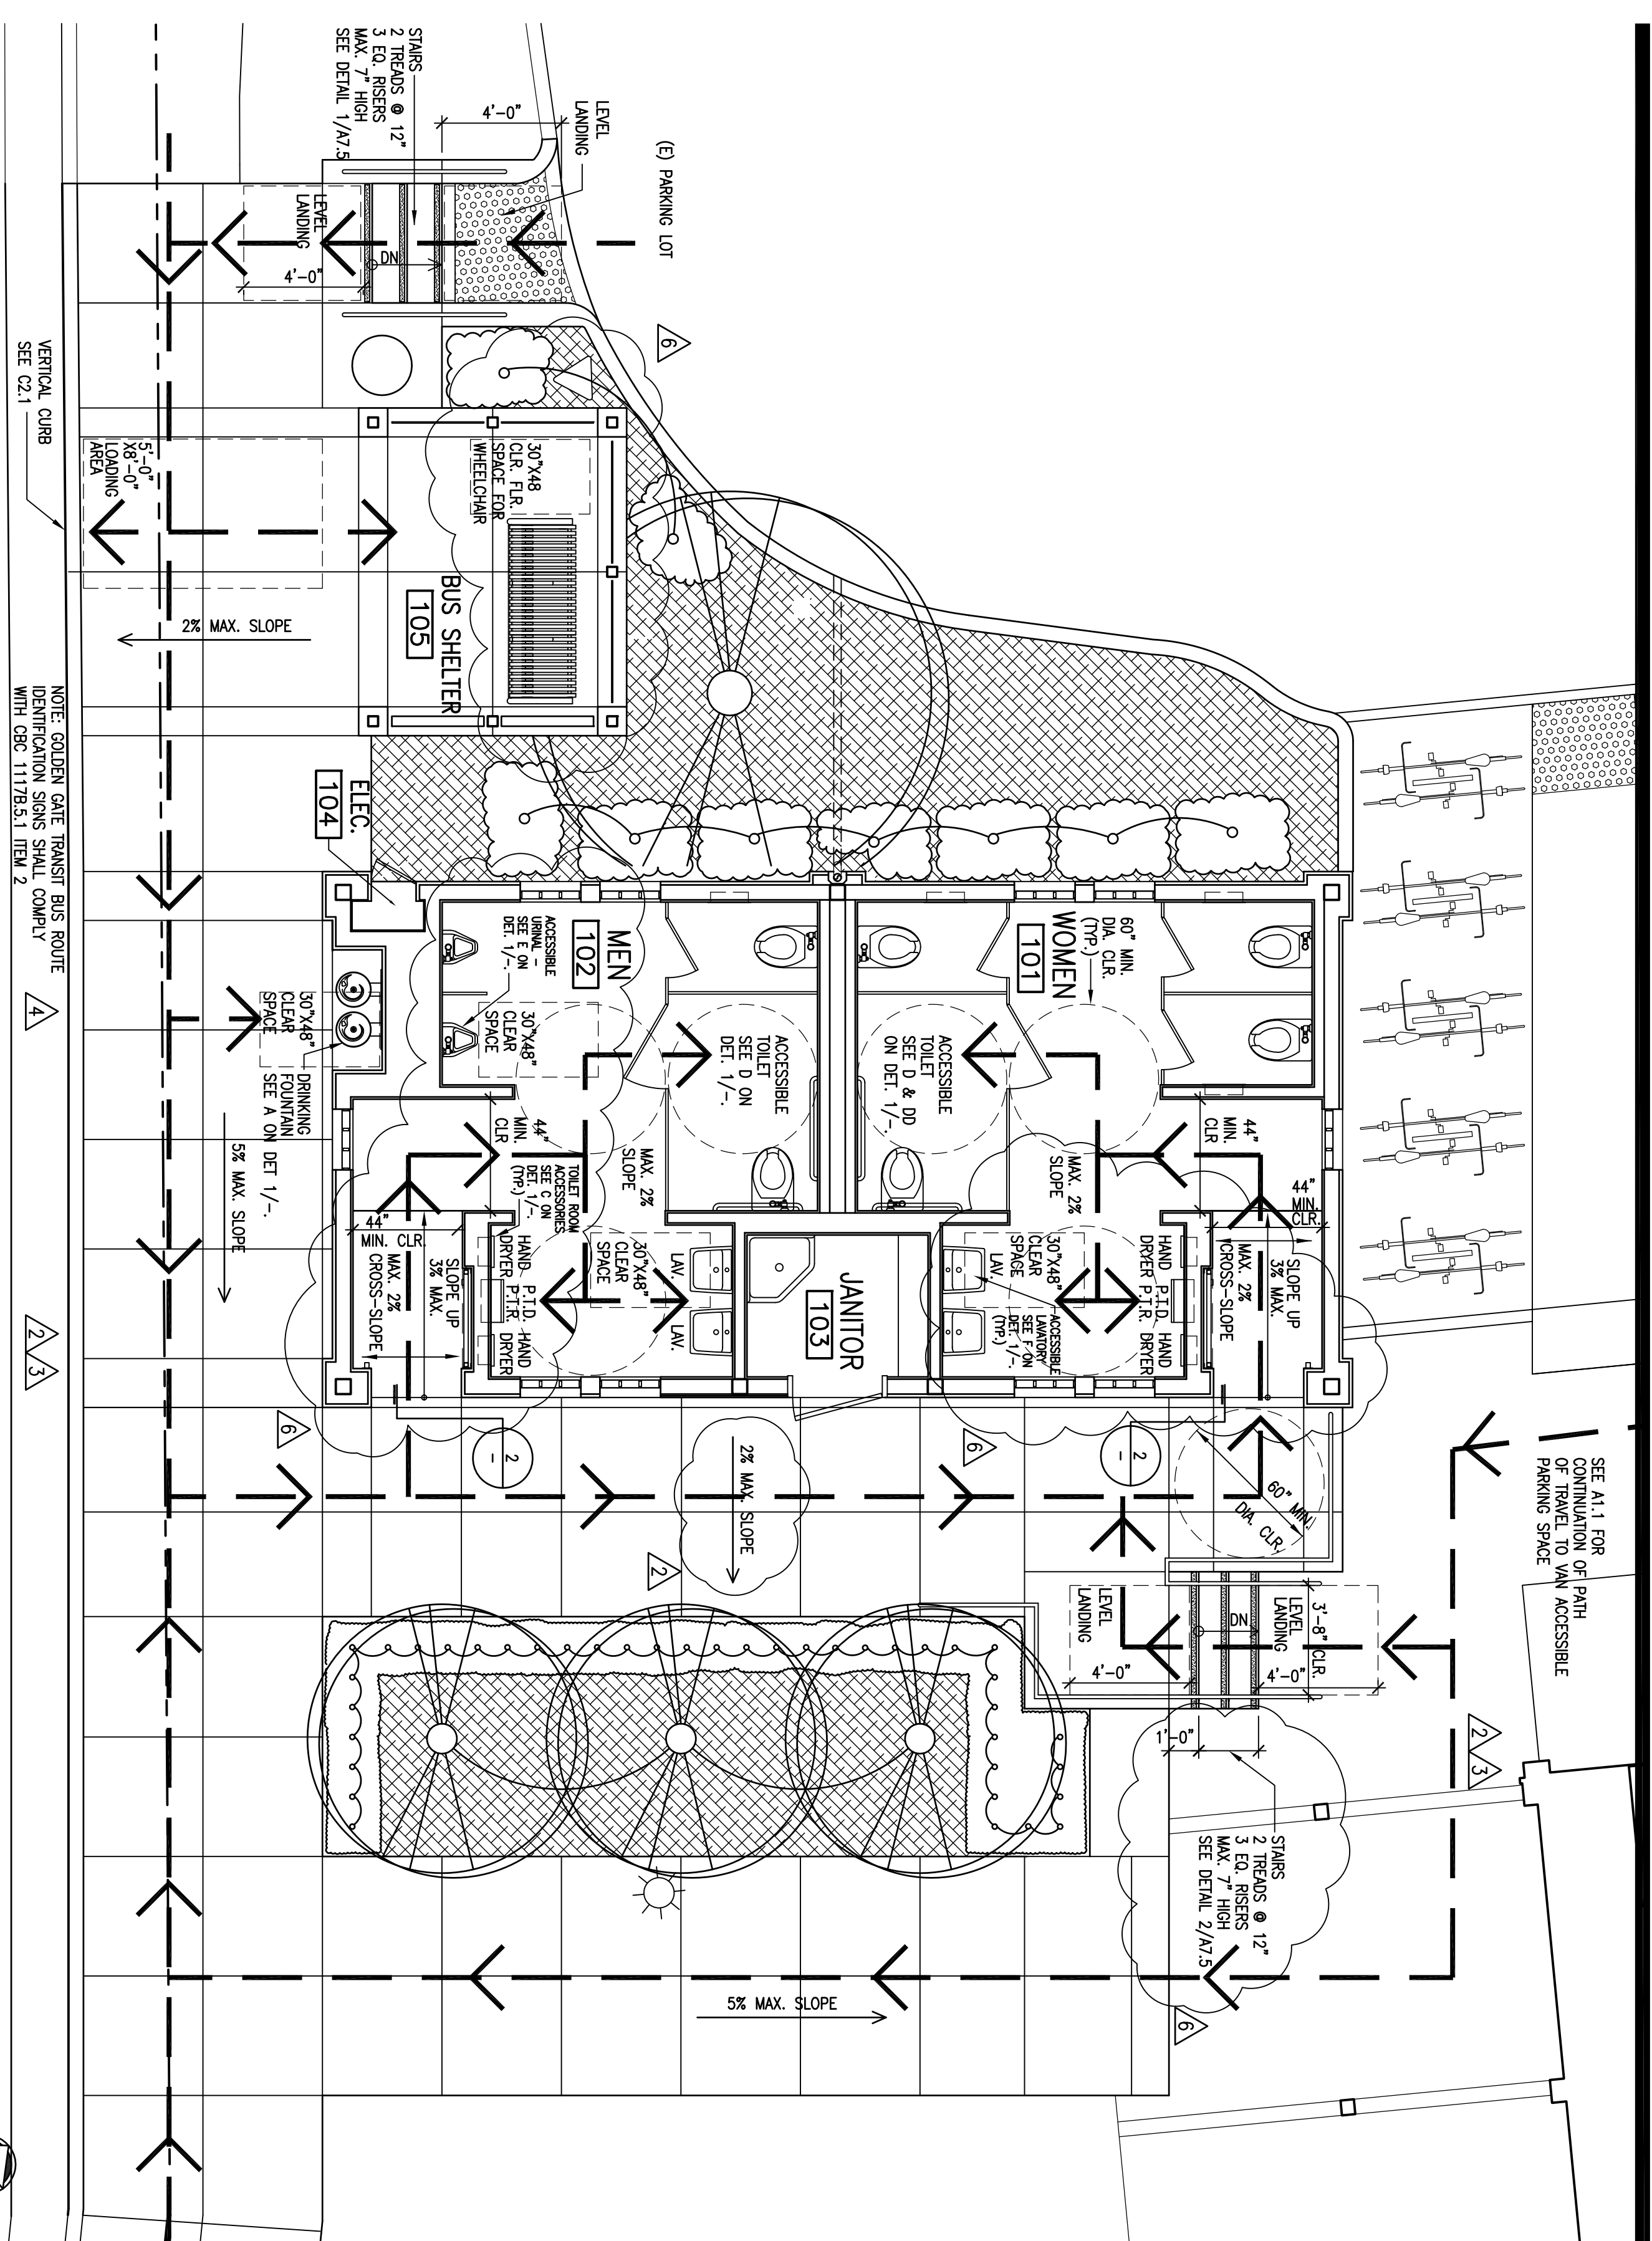 SEE A1.1 FOR
CONTINUATION OF PATH
OF TRAVEL TO VAN ACCESSIBLE
PARKING SPACE
2
3
(E) PARKING LOT
LEVEL
LANDING
4'-0"
STAIRS
2 TREADS @ 12"
3 EQ. RISERS
MAX. 7" HIGH
SEE DETAIL 1/A7.5
LEVEL
LANDING
4'-0"
DN
6
30"X48
CLR. FLR.
SPACE FOR
WHEELCHAIR
BUS SHELTER
105
5'-0"
X8'-0"
LOADING
AREA
2% MAX. SLOPE
VERTICAL CURB
SEE C2.1
NOTE: GOLDEN GATE TRANSIT BUS ROUTE
IDENTIFICATION SIGNS SHALL COMPLY
WITH CBC 1117B.5.1 ITEM 2
4
ELEC.
104
60" MIN.
DIA. CLR.
(TYP.)
WOMEN
101
ACCESSIBLE
TOILET
SEE D & DD
ON DET. 1/-.
44"
MIN.
CLR
MAX. 2%
SLOPE
44"
MIN.
CLR.
SLOPE UP
3% MAX.
MAX. 2%
CROSS-SLOPE
HAND
DRYER
P.T.D.
P.T.R.
HAND
DRYER
30"X48"
CLEAR
SPACE
LAV.
ACCESSIBLE
LAVATORY
SEE F ON
DET. 1/-.
(TYP.)
JANITOR
103
MEN
102
ACCESSIBLE
URINAL -
SEE E ON
DET. 1/-.
30"X48"
CLEAR
SPACE
ACCESSIBLE
TOILET
SEE D ON
DET. 1/-.
MAX. 2%
SLOPE
44"
MIN.
CLR
TOILET ROOM
ACCESSORIES
SEE C ON
DET. 1/-.
(TYP.)
LAV.
LAV.
30"X48"
CLEAR
SPACE
HAND
DRYER
P.T.D.
P.T.R.
HAND
DRYER
44"
MIN. CLR.
SLOPE UP
3% MAX.
MAX. 2%
CROSS-SLOPE
30"X48"
CLEAR
SPACE
DRINKING
FOUNTAIN
SEE A ON DET 1/-.
5% MAX. SLOPE
2
3
6
2
-
2% MAX. SLOPE
6
2
-
2
60" MIN.
DIA. CLR.
3'-8" CLR.
LEVEL
LANDING
DN
LEVEL
LANDING
4'-0"
4'-0"
1'-0"
STAIRS
2 TREADS @ 12"
3 EQ. RISERS
MAX. 7" HIGH
SEE DETAIL 2/A7.5
6
5% MAX. SLOPE